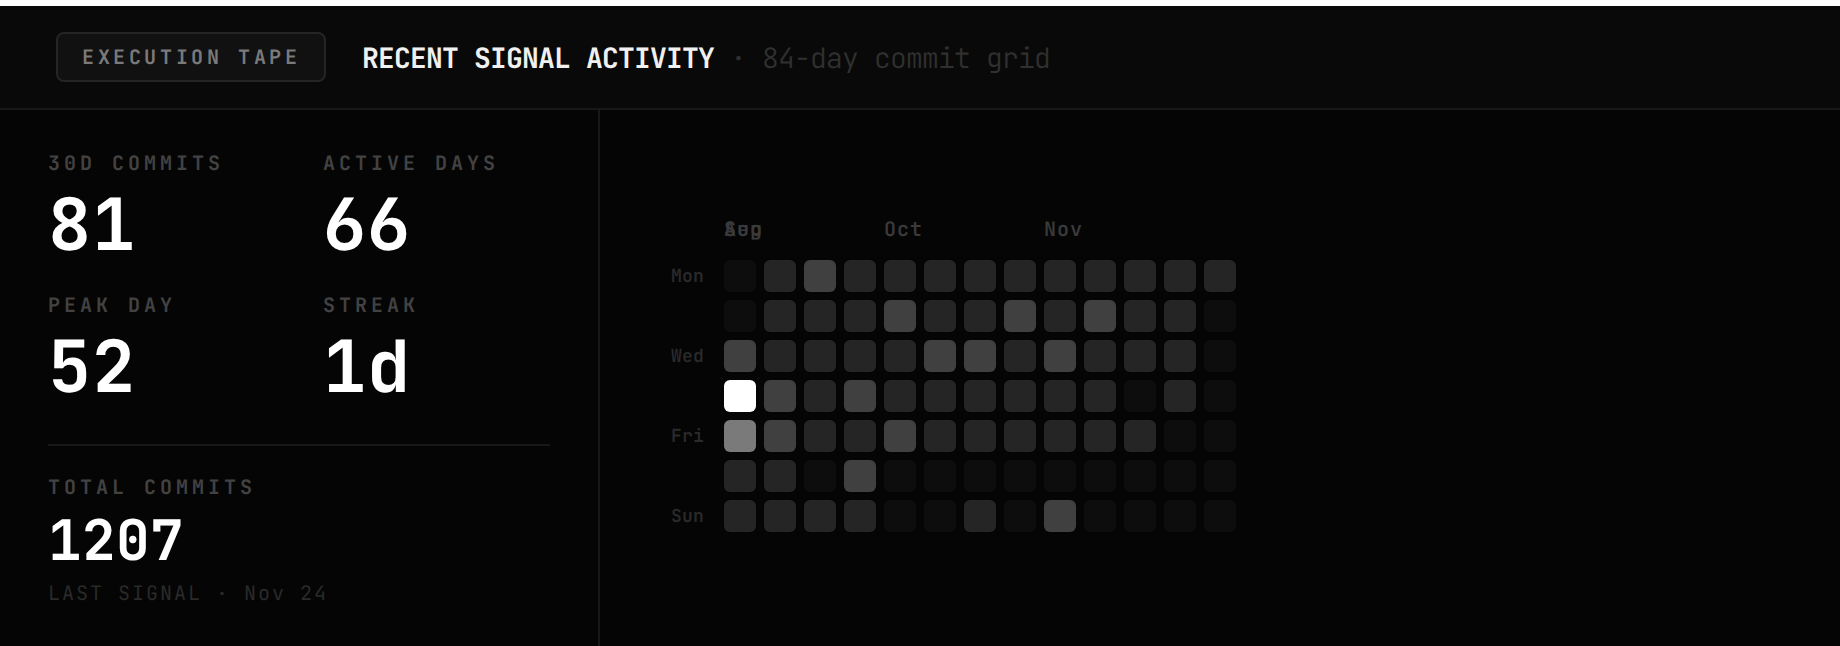 EXECUTION TAPE RECENT SIGNAL ACTIVITY · 84-day commit grid
30D COMMITS ACTIVE DAYS
81 66
PEAK DAY STREAK
52 1d
TOTAL COMMITS
1207
LAST SIGNAL · Nov 24
Oct Nov
Mon
Wed
Fri
Sun